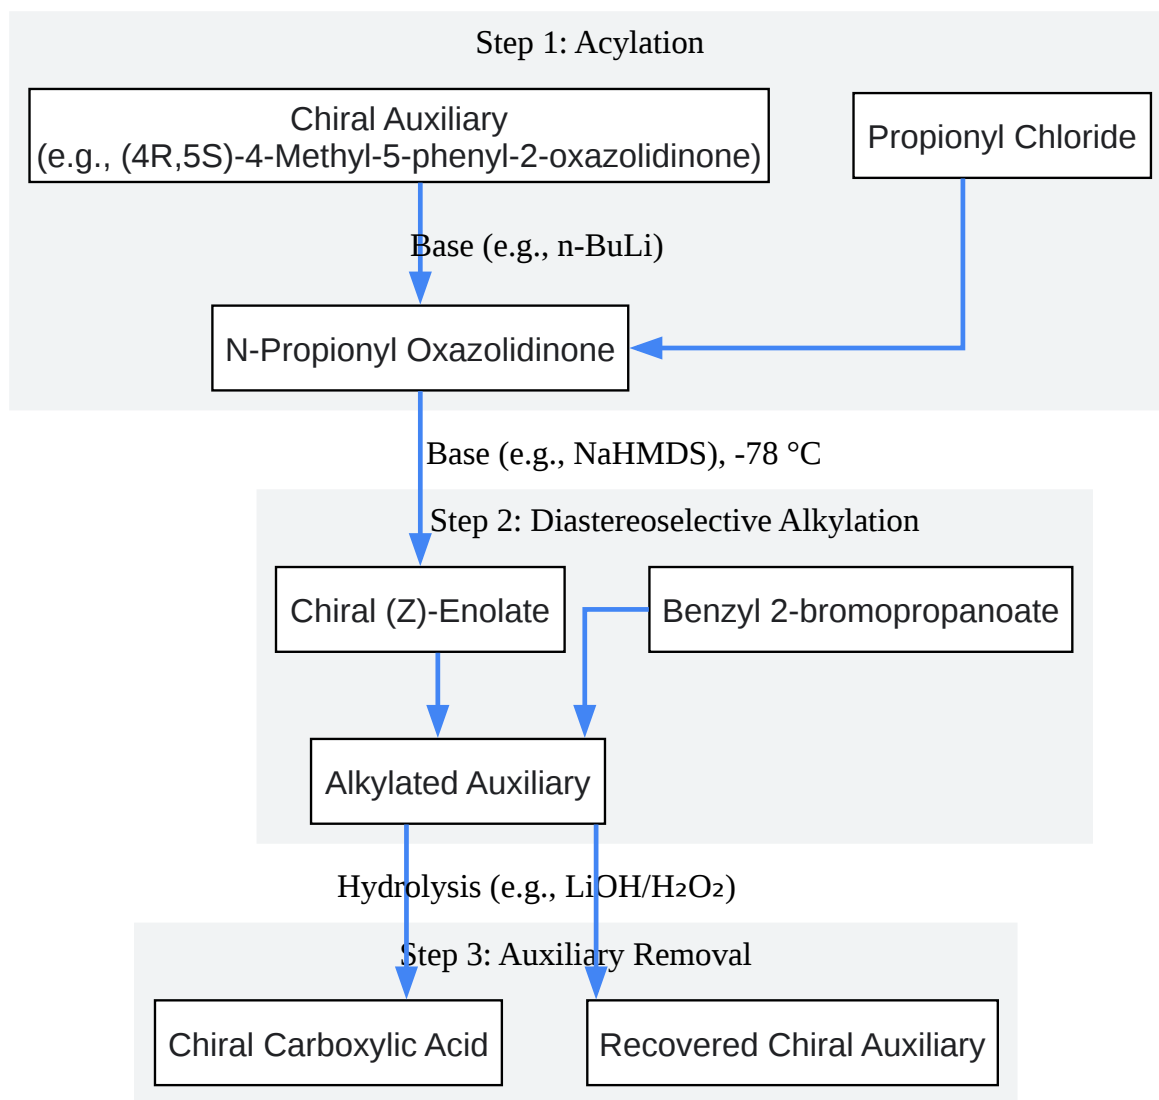 Step 1: Acylation
Chiral Auxiliary
(e.g., (4R,5S)-4-Methyl-5-phenyl-2-oxazolidinone)
Propionyl Chloride
Base (e.g., n-BuLi)
N-Propionyl Oxazolidinone
Base (e.g., NaHMDS), -78 °C
Step 2: Diastereoselective Alkylation
Chiral (Z)-Enolate
Benzyl 2-bromopropanoate
Alkylated Auxiliary
Hydrolysis (e.g., LiOH/H₂O₂)
Step 3: Auxiliary Removal
Chiral Carboxylic Acid
Recovered Chiral Auxiliary